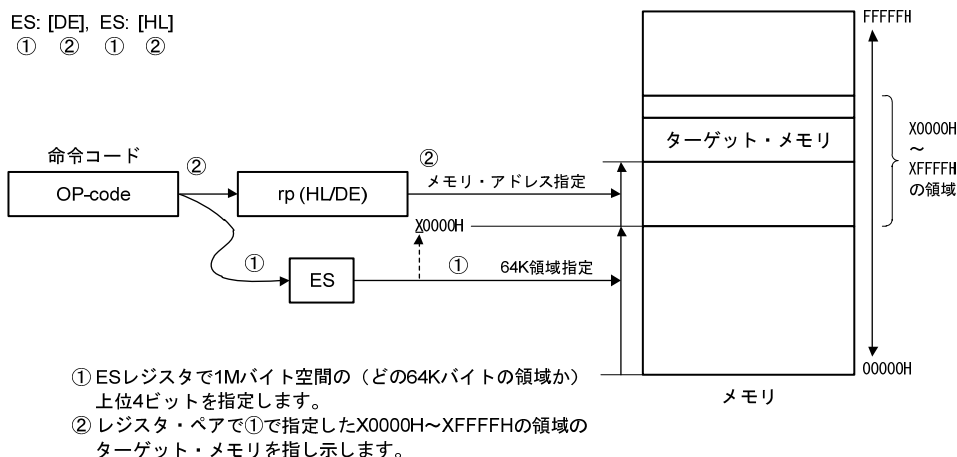 ES: [DE], ES: [HL]
① ② ① ②
FFFFFH
命令コード
OP-code
②
rp (HL/DE)
②
メモリ・アドレス指定
ターゲット・メモリ
X0000H
～
XFFFFH
の領域
X0000H
①
ES
①
64K領域指定
00000H
メモリ
① ESレジスタで1Mバイト空間の（どの64Kバイトの領域か）
上位4ビットを指定します。
② レジスタ・ペアで①で指定したX0000H～XFFFFHの領域の
ターゲット・メモリを指し示します。